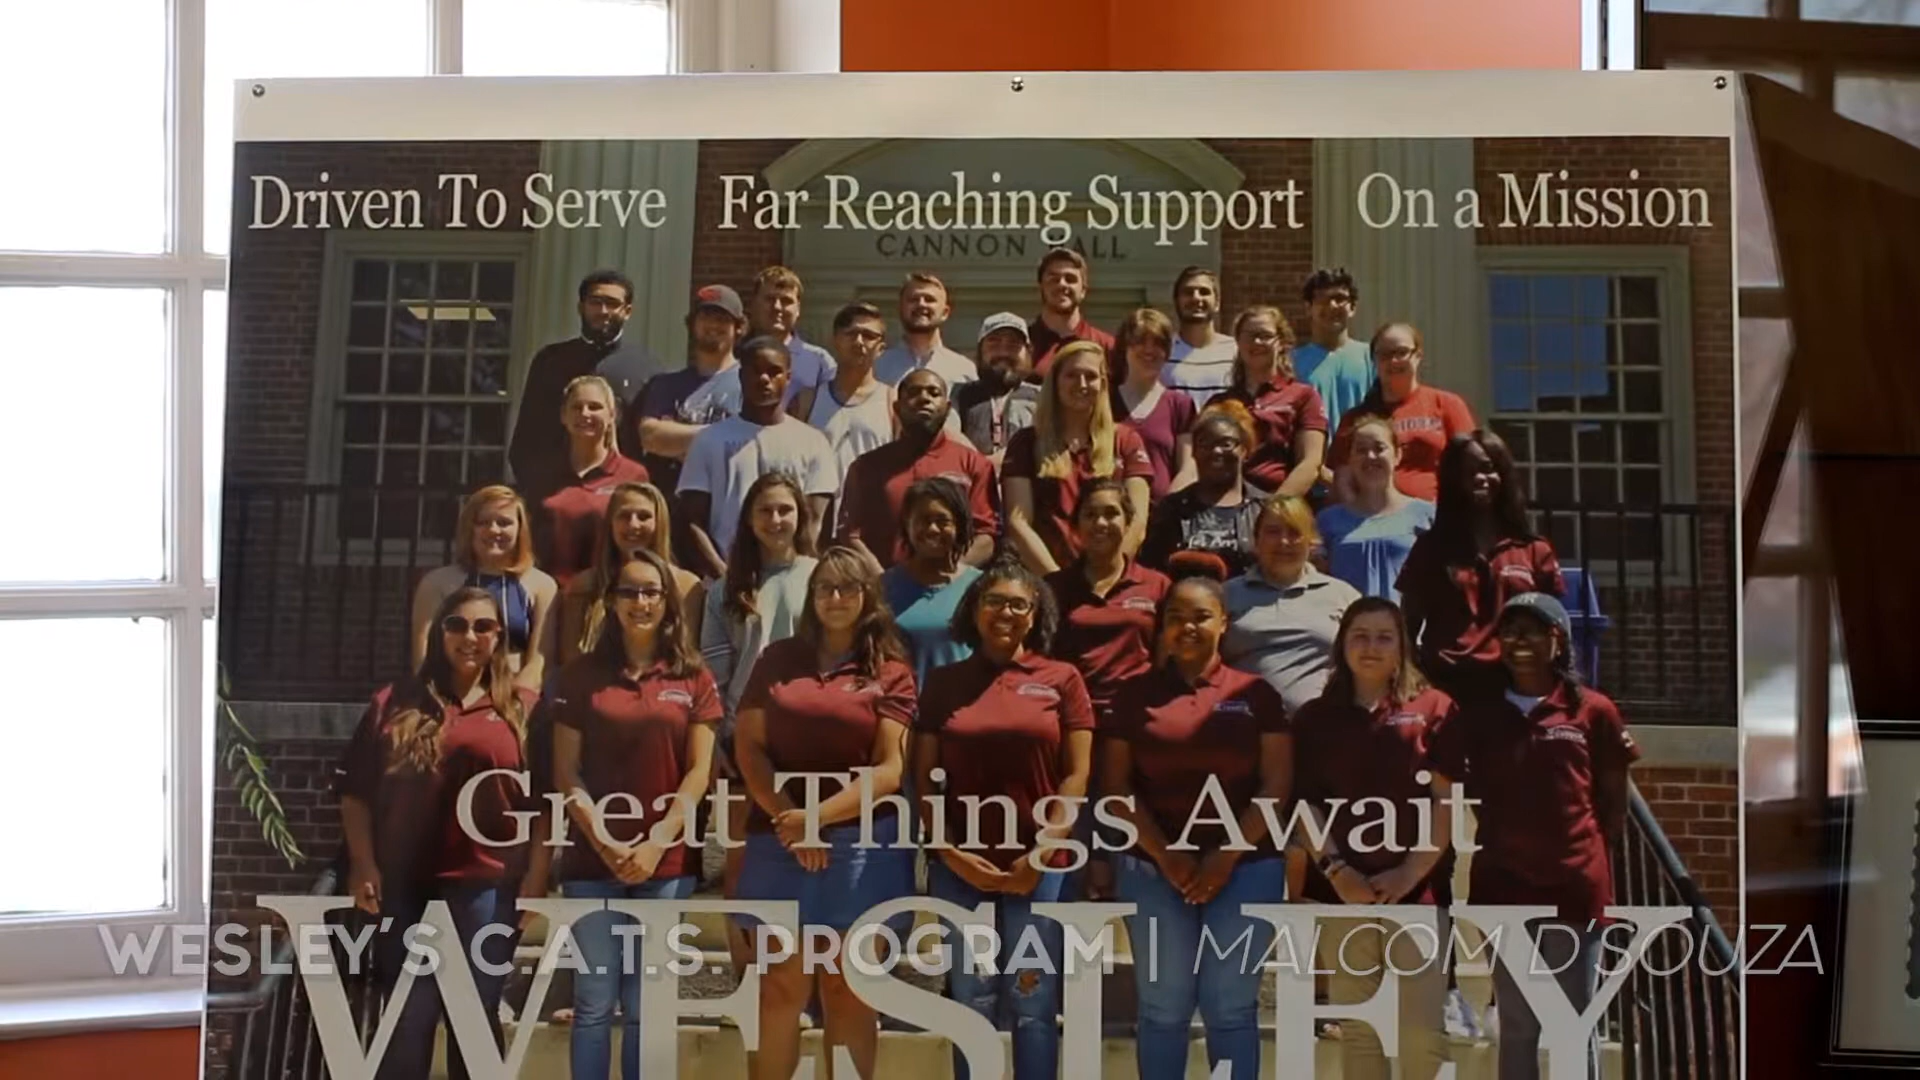 Driven To Serve Far Reaching Support On a Mission
CANNON HALL
Great Things Await
WESLEY
WESLEY'S C.A.T.S. PROGRAM | MALCOM D'SOUZA